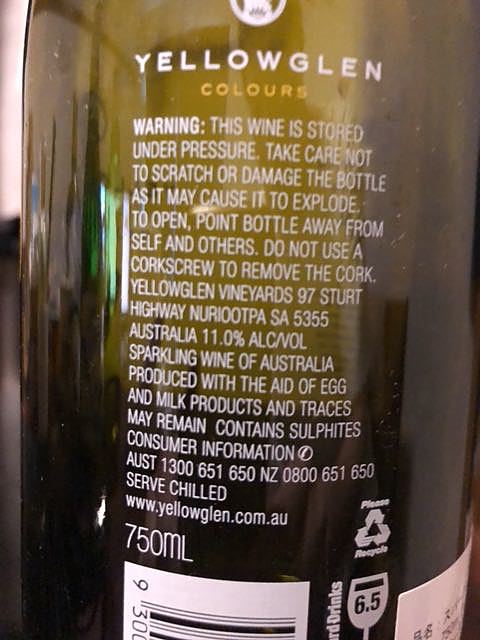 YELLOWGLEN
COLOURS
WARNING: THIS WINE IS STORED
UNDER PRESSURE. TAKE CARE NOT
TO SCRATCH OR DAMAGE THE BOTTLE
AS IT MAY CAUSE IT TO EXPLODE.
TO OPEN, POINT BOTTLE AWAY FROM
SELF AND OTHERS. DO NOT USE A
CORKSCREW TO REMOVE THE CORK.
YELLOWGLEN VINEYARDS 97 STURT
HIGHWAY NURIOOTPA SA 5355
AUSTRALIA 11.0% ALC/VOL
SPARKLING WINE OF AUSTRALIA
PRODUCED WITH THE AID OF EGG
AND MILK PRODUCTS AND TRACES
MAY REMAIN CONTAINS SULPHITES
CONSUMER INFORMATION ✆
AUST 1300 651 650 NZ 0800 651 650
SERVE CHILLED
www.yellowglen.com.au
750ML
Please
Recycle
9 300
rd Drinks
6.5